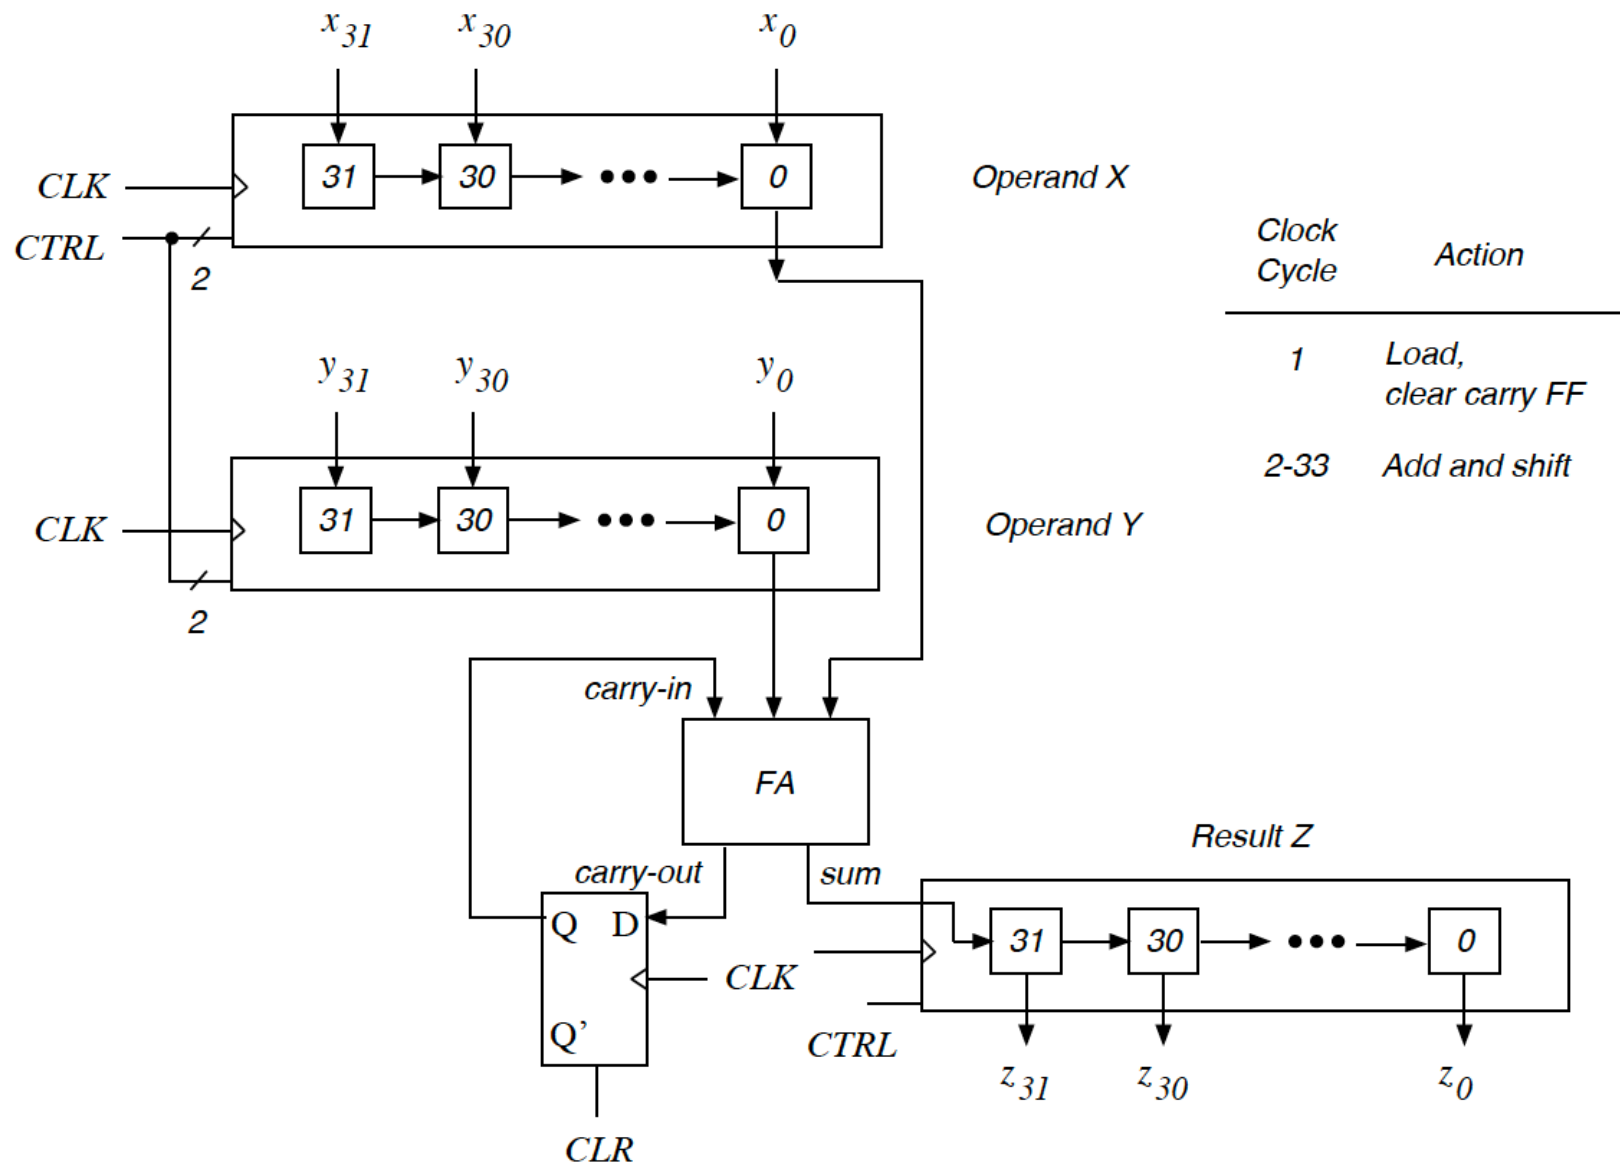 x31 x30 x0
31 30 0
CLK
Operand X
CTRL
2
Clock Cycle
Action
1
Load,
clear carry FF
2-33
Add and shift
y31 y30 y0
31 30 0
CLK
Operand Y
2
carry-in
FA
Result Z
carry-out
sum
Q D
31 30 0
CLK
Q’
CTRL
z31 z30 z0
CLR